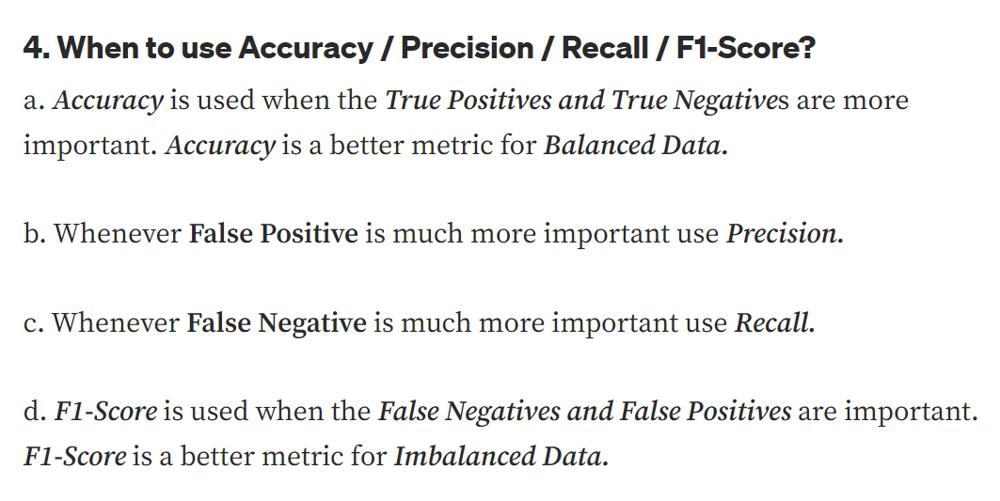 4. When to use Accuracy / Precision / Recall / F1-Score?
a. Accuracy is used when the True Positives and True Negatives are more
important. Accuracy is a better metric for Balanced Data.
b. Whenever False Positive is much more important use Precision.
c. Whenever False Negative is much more important use Recall.
d. F1-Score is used when the False Negatives and False Positives are important.
F1-Score is a better metric for Imbalanced Data.